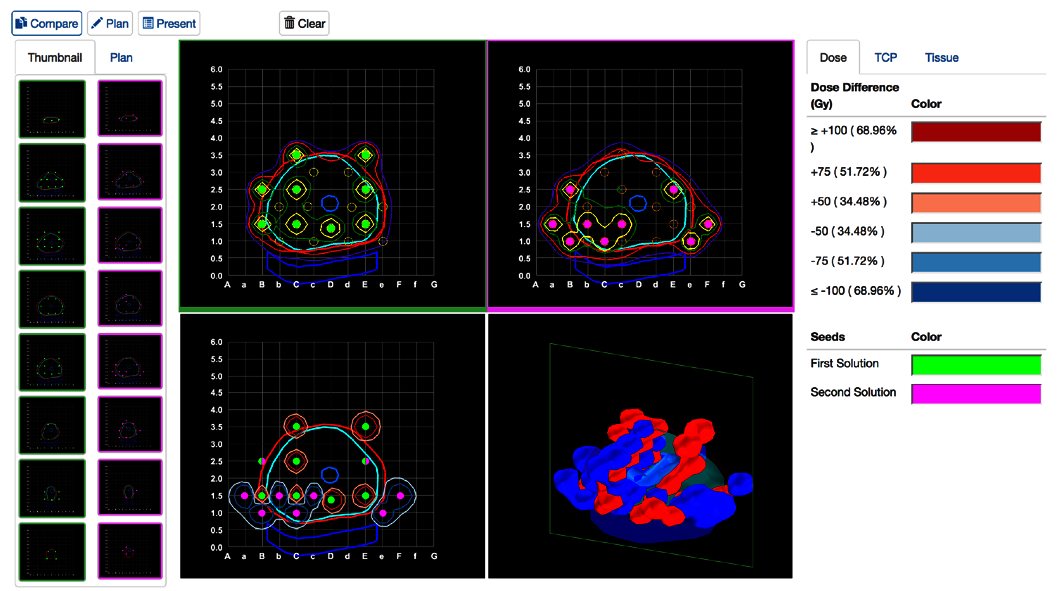 Compare Plan Present Clear
Thumbnail Plan
6.0
5.5
5.0
4.5
4.0
3.5
3.0
2.5
2.0
1.5
1.0
0.5
0.0
A a B b C c D d E e F f G
6.0
5.5
5.0
4.5
4.0
3.5
3.0
2.5
2.0
1.5
1.0
0.5
0.0
A a B b C c D d E e F f G
6.0
5.5
5.0
4.5
4.0
3.5
3.0
2.5
2.0
1.5
1.0
0.5
0.0
A a B b C c D d E e F f G
Dose TCP Tissue
Dose Difference
(Gy) Color
≥ +100 ( 68.96%
)
+75 ( 51.72% )
+50 ( 34.48% )
-50 ( 34.48% )
-75 ( 51.72% )
≤ -100 ( 68.96% )
Seeds Color
First Solution
Second Solution